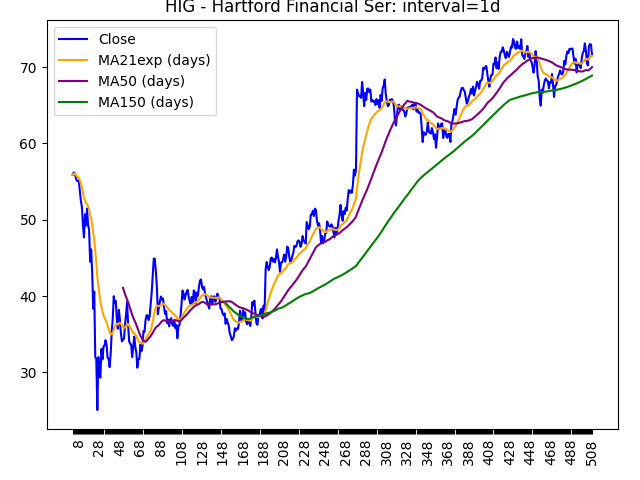 HIG - Hartford Financial Ser: interval=1d
Close
MA21exp (days)
MA50 (days)
MA150 (days)
70
60
50
40
30
8 28 48 68 88 108 128 148 168 188 208 228 248 268 288 308 328 348 368 388 408 428 448 468 488 508